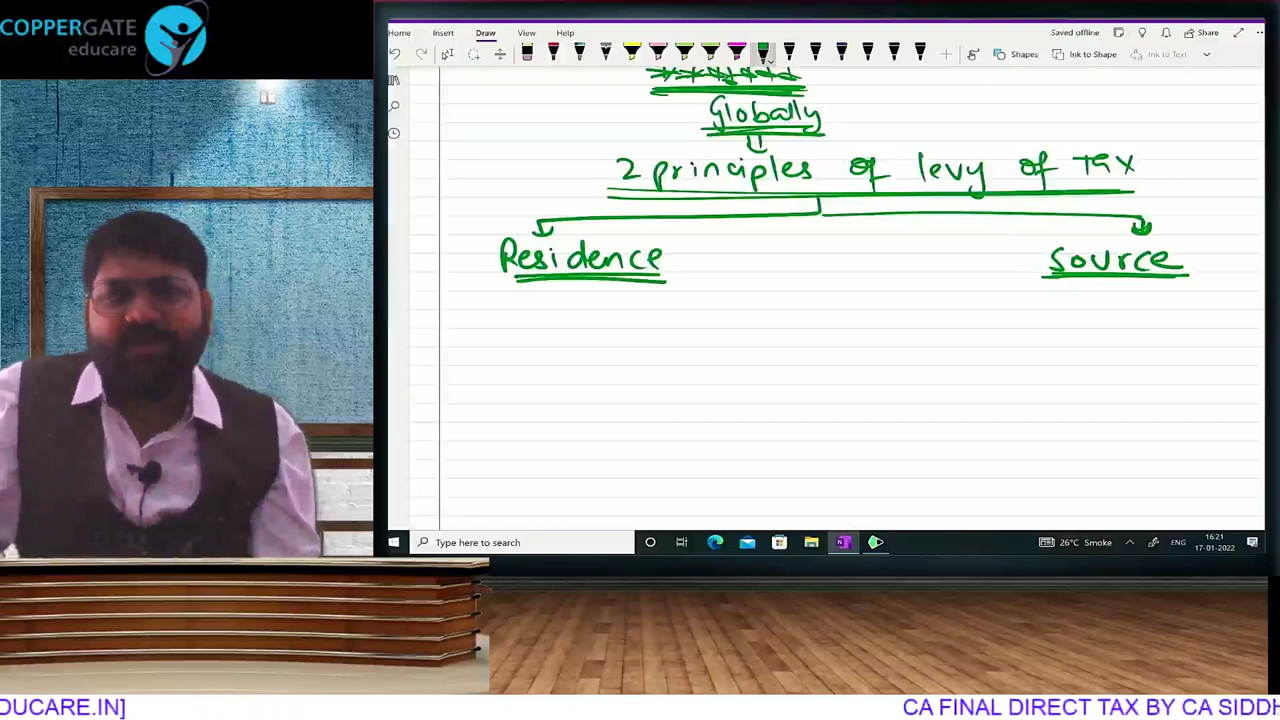 COPPERGATE
educare
Home Insert Draw View Help
Saved offline
Share
Shapes
Ink to Shape
Ink to Text
Globally
2 principles of levy of Tax
Residence
Source
Type here to search
26°C Smoke
ENG
16:21
17-01-2022
DUCARE.IN]
CA FINAL DIRECT TAX BY CA SIDDH